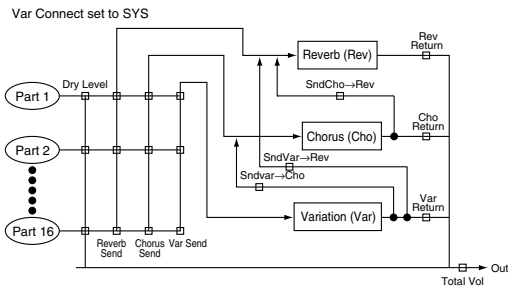 Var Connect set to SYS
Reverb (Rev)
Rev
Return
Dry Level
SndCho→Rev
Part 1
Chorus (Cho)
Cho
Return
Part 2
SndVar→Rev
Sndvar→Cho
Variation (Var)
Var
Return
Part 16
Reverb
Send
Chorus
Send
Var Send
Out
Total Vol